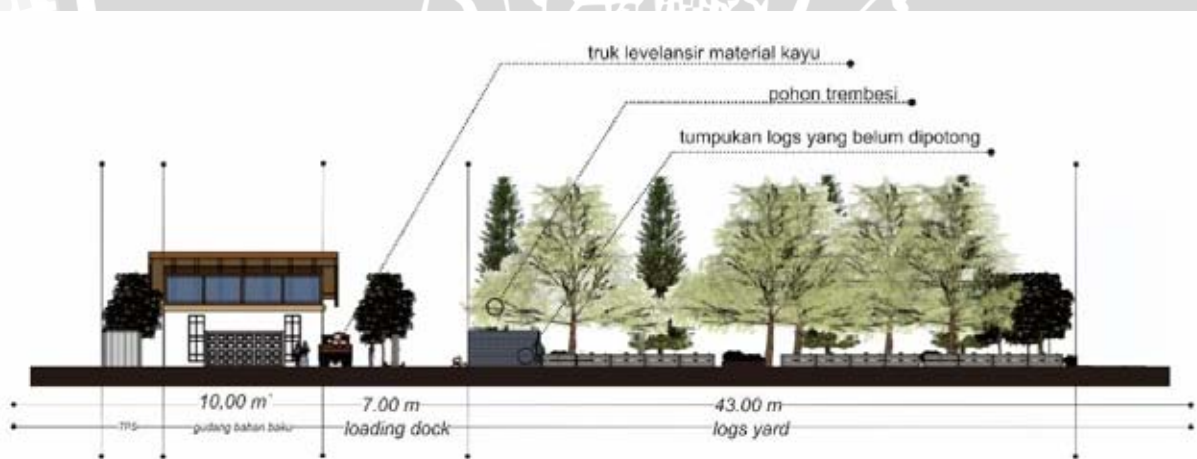 truk levelansir material kayu
pohon trembesi
tumpukan logs yang belum dipotong
10,00 m 7.00 m 43.00 m
TPS gudang bahan baku loading dock logs yard